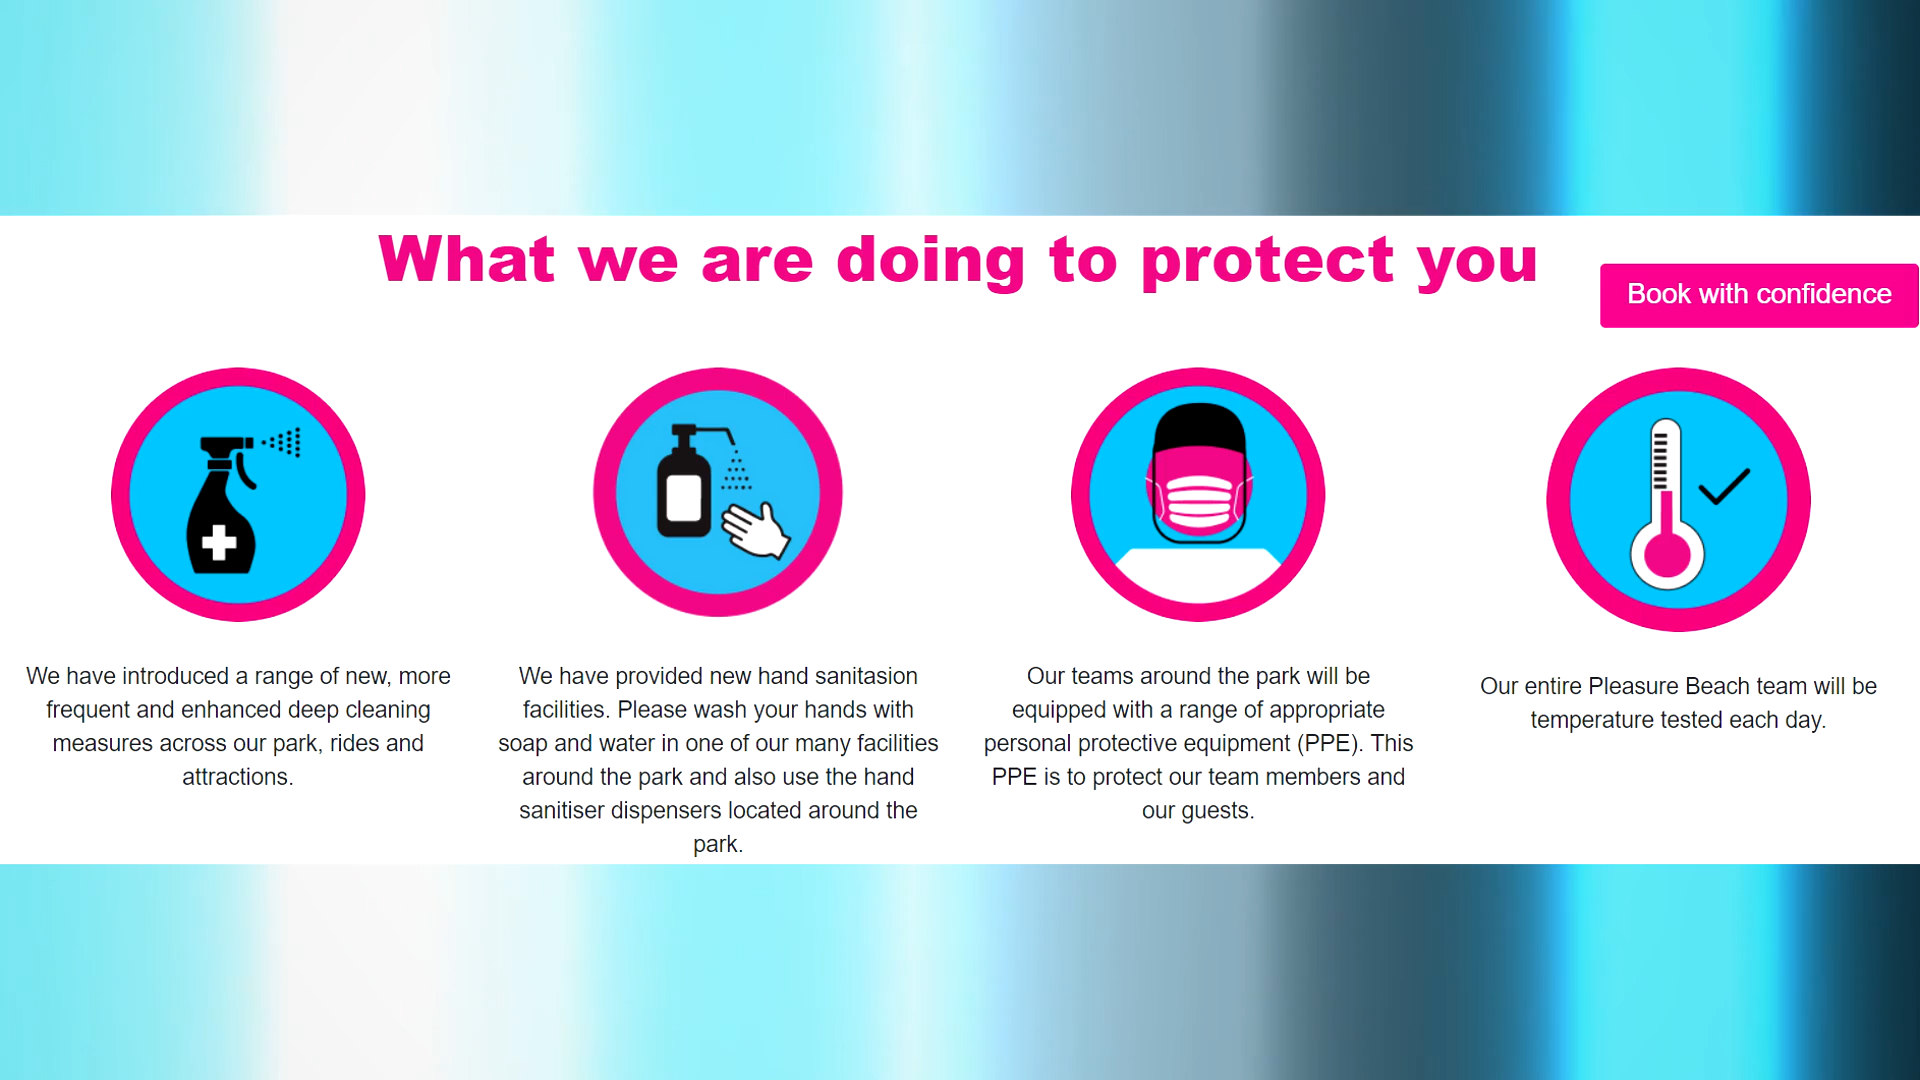 What we are doing to protect you
Book with confidence
We have introduced a range of new, more
frequent and enhanced deep cleaning
measures across our park, rides and
attractions.
We have provided new hand sanitasion
facilities. Please wash your hands with
soap and water in one of our many facilities
around the park and also use the hand
sanitiser dispensers located around the
park.
Our teams around the park will be
equipped with a range of appropriate
personal protective equipment (PPE). This
PPE is to protect our team members and
our guests.
Our entire Pleasure Beach team will be
temperature tested each day.